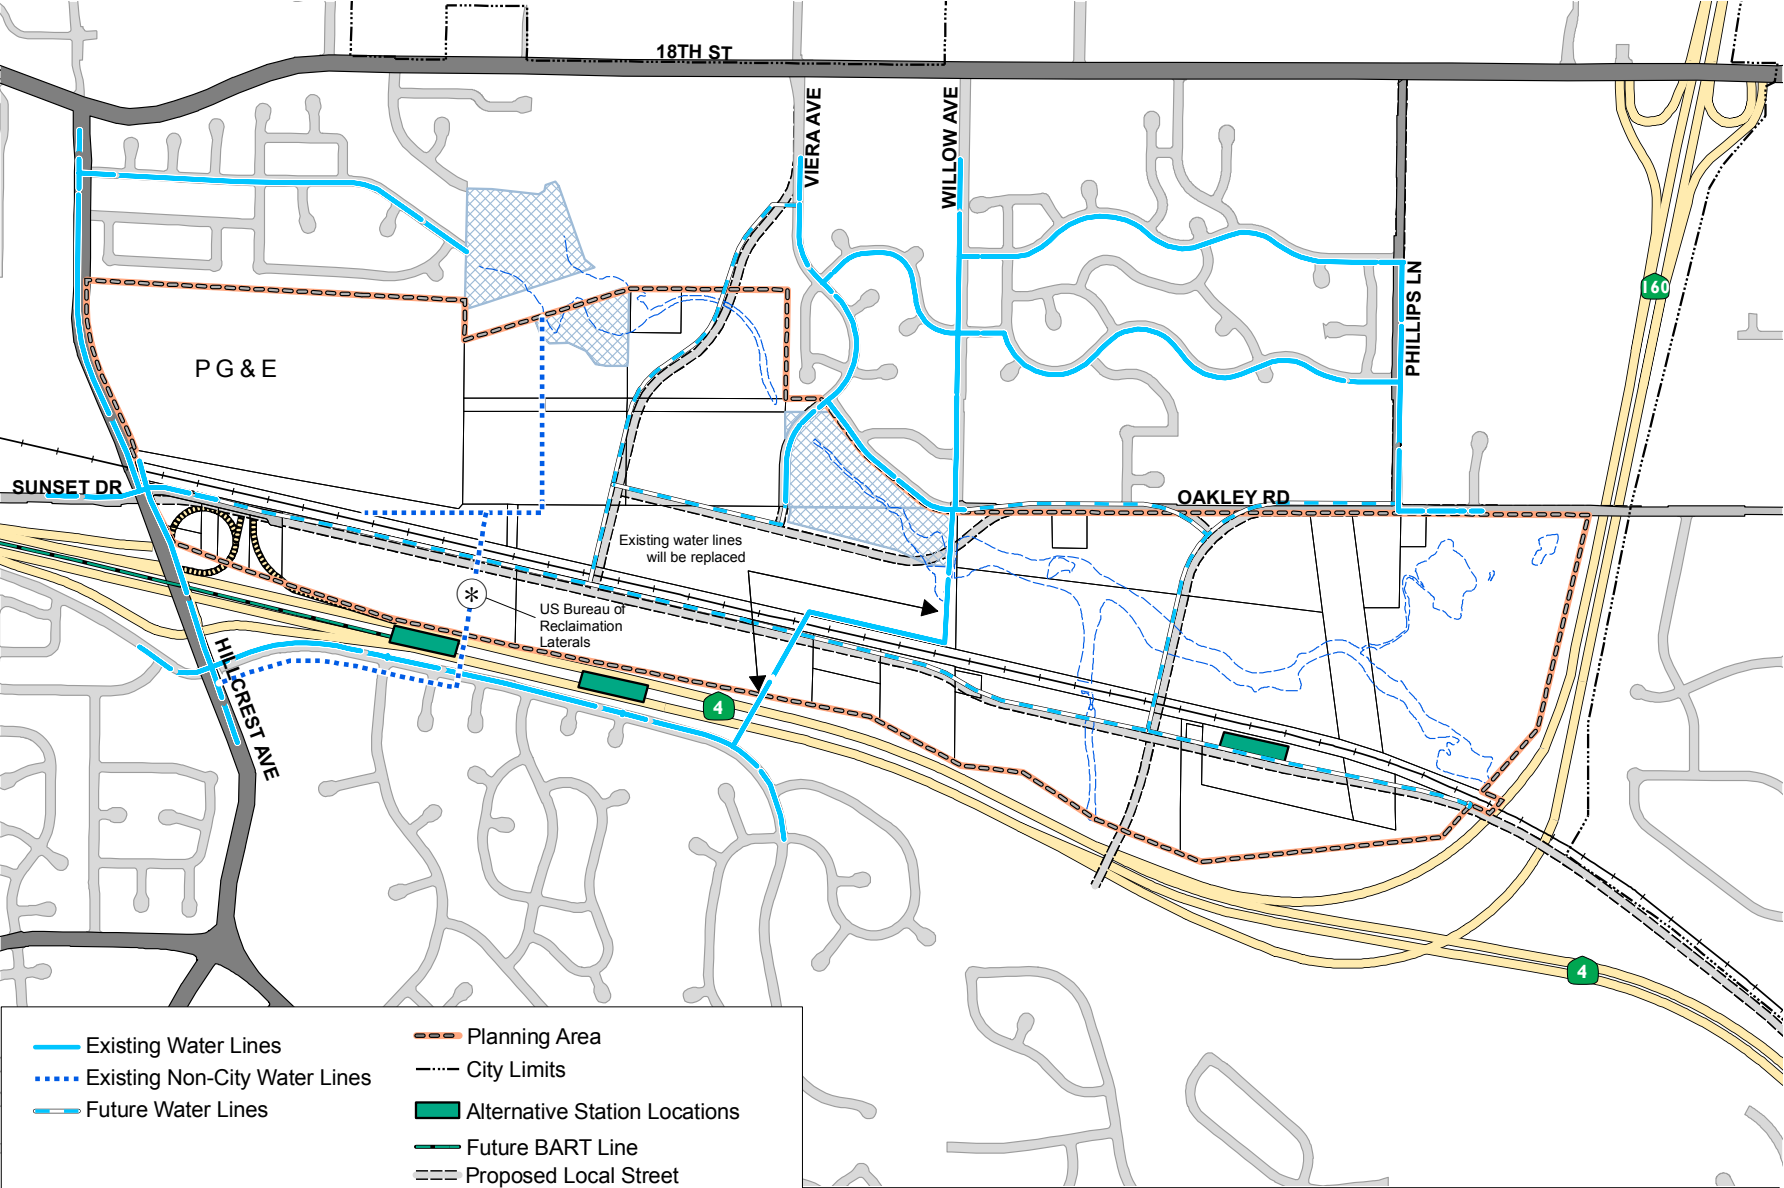 18TH ST
VIERA AVE
WILLOW AVE
PHILLIPS LN
160
PG&E
SUNSET DR
OAKLEY RD
Existing water lines
will be replaced
*
US Bureau of
Reclamation
Laterals
HILLCREST AVE
4
4
Existing Water Lines
Existing Non-City Water Lines
Future Water Lines
Planning Area
City Limits
Alternative Station Locations
Future BART Line
Proposed Local Street